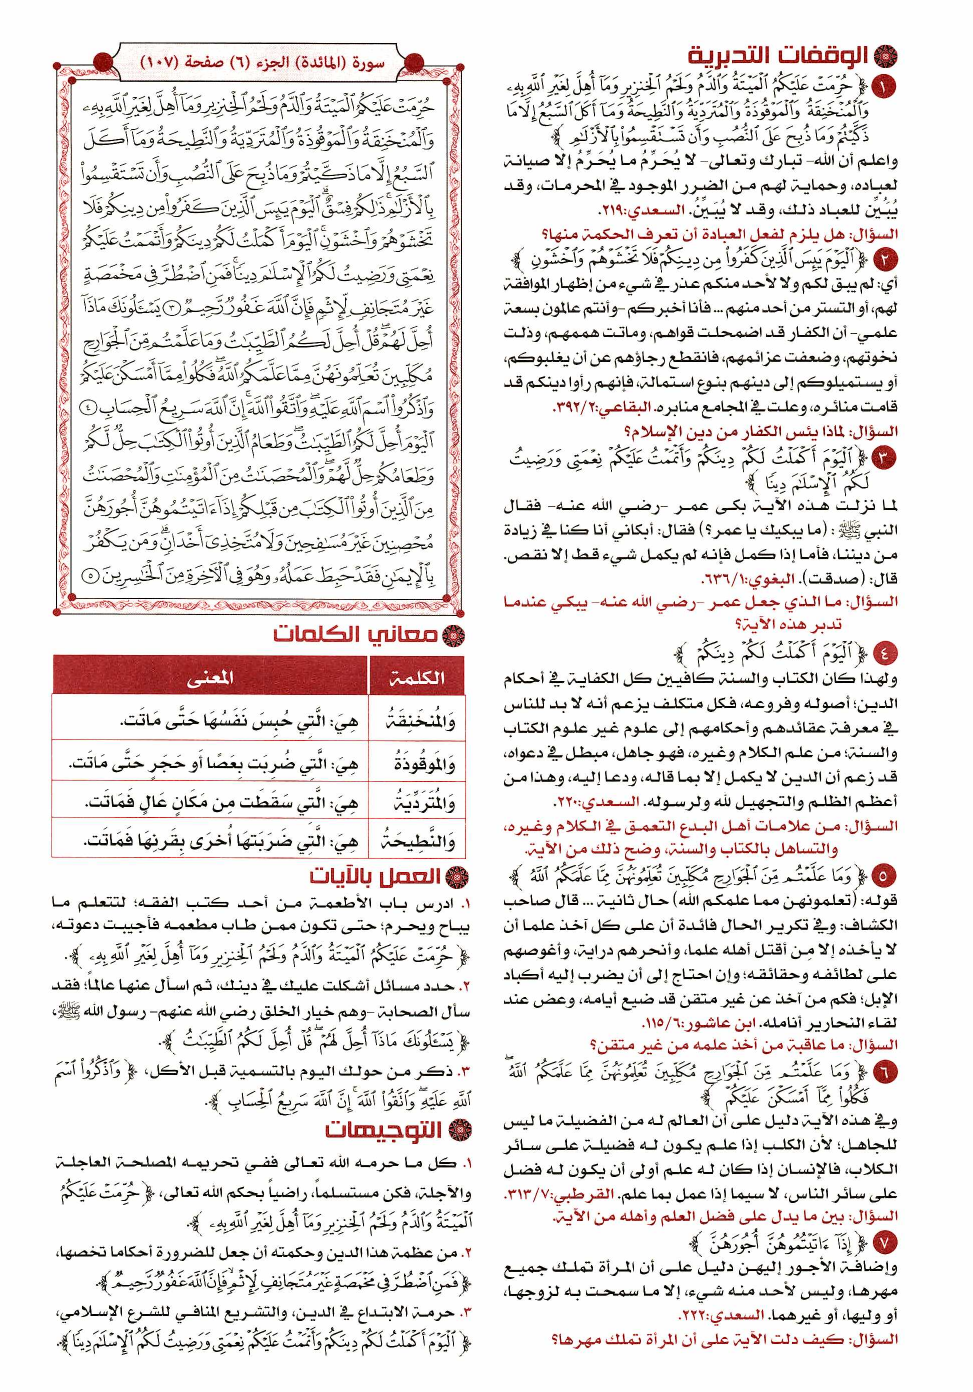 الوقفات التدبرية
١ ﴿ حُرِّمَتْ عَلَيْكُمُ الْمَيْتَةُ وَالدَّمُ وَلَحْمُ الْخِنزِيرِ وَمَا أُهِلَّ لِغَيْرِ اللَّهِ بِهِ
وَالْمُنْخَنِقَةُ وَالْمَوْقُوذَةُ وَالْمُتَرَدِّيَةُ وَالنَّطِيحَةُ وَمَا أَكَلَ السَّبُعُ إِلَّا مَا
ذَكَّيْتُمْ وَمَا ذُبِحَ عَلَى النُّصُبِ وَأَن تَسْتَقْسِمُوا بِالْأَزْلَامِ ﴾
واعلم أن الله- تبارك وتعالى- لا يُحَرِّمُ ما يُحَرِّمُ إلا صيانة
لعباده، وحماية لهم من الضرر الموجود في المحرمات، وقد
يُبَيِّن للعباد ذلك، وقد لا يُبَيِّنُ. السعدي:٢١٩.
السؤال: هل يلزم لفعل العبادة أن تعرف الحكمة منها؟
٢ ﴿ الْيَوْمَ يَئِسَ الَّذِينَ كَفَرُوا مِن دِينِكُمْ فَلَا تَخْشَوْهُمْ وَاخْشَوْنِ ﴾
أي: لم يبق لكم ولا لأحد منكم عذر في شيء من إظهار الموافقة
لهم، أو التستر من أحد منهم ... فأنا أخبركم -وأنتم عالمون بسعة
علمي- أن الكفار قد اضمحلت قواهم، وماتت هممهم، وذلت
نخوتهم، وضعفت عزائمهم، فانقطع رجاؤهم عن أن يغلبوكم،
أو يستميلوكم إلى دينهم بنوع استمالة، فإنهم رأوا دينكم قد
قامت منائره، وعلت في المجامع منابره. البقاعي:٣٩٢/٢.
السؤال: لماذا يئس الكفار من دين الإسلام؟
٣ ﴿ الْيَوْمَ أَكْمَلْتُ لَكُمْ دِينَكُمْ وَأَتْمَمْتُ عَلَيْكُمْ نِعْمَتِي وَرَضِيتُ
لَكُمُ الْإِسْلَامَ دِينًا ﴾
لما نزلت هذه الآية بكى عمر -رضي الله عنه- فقال
النبي ﷺ : (ما يبكيك يا عمر؟) فقال: أبكاني أنا كنا في زيادة
من ديننا، فأما إذا كمل فإنه لم يكمل شيء قط إلا نقص.
قال: (صدقت). البغوي:٦٣٦/١.
السؤال: ما الذي جعل عمر -رضي الله عنه- يبكي عندما
تدبر هذه الآية؟
٤ ﴿ الْيَوْمَ أَكْمَلْتُ لَكُمْ دِينَكُمْ ﴾
ولهذا كان الكتاب والسنة كافيين كل الكفاية في أحكام
الدين؛ أصوله وفروعه، فكل متكلف يزعم أنه لا بد للناس
في معرفة عقائدهم وأحكامهم إلى علوم غير علوم الكتاب
والسنة؛ من علم الكلام وغيره، فهو جاهل، مبطل في دعواه،
قد زعم أن الدين لا يكمل إلا بما قاله، ودعا إليه، وهذا من
أعظم الظلم والتجهيل لله ولرسوله. السعدي:٢٢٠.
السؤال: من علامات أهل البدع التعمق في الكلام وغيره،
والتساهل بالكتاب والسنة، وضح ذلك من الآية.
٥ ﴿ وَمَا عَلَّمْتُم مِّنَ الْجَوَارِحِ مُكَلِّبِينَ تُعَلِّمُونَهُنَّ مِمَّا عَلَّمَكُمُ اللَّهُ ﴾
قوله: (تعلمونهن مما علمكم الله) حال ثانية ... قال صاحب
الكشاف: وفي تكرير الحال فائدة أن على كل آخذ علما أن
لا يأخذه إلا من أقتل أهله علما، وأنحرهم دراية، وأغوصهم
على لطائفه وحقائقه؛ وإن احتاج إلى أن يضرب إليه أكباد
الإبل؛ فكم من آخذ عن غير متقن قد ضيع أيامه، وعض عند
لقاء النحارير أنامله. ابن عاشور:١١٥/٦.
السؤال: ما عاقبة من أخذ علمه من غير متقن؟
٦ ﴿ وَمَا عَلَّمْتُم مِّنَ الْجَوَارِحِ مُكَلِّبِينَ تُعَلِّمُونَهُنَّ مِمَّا عَلَّمَكُمُ اللَّهُ
فَكُلُوا مِمَّا أَمْسَكْنَ عَلَيْكُمْ ﴾
وفي هذه الآية دليل على أن العالم له من الفضيلة ما ليس
للجاهل؛ لأن الكلب إذا علم يكون له فضيلة على سائر
الكلاب، فالإنسان إذا كان له علم أولى أن يكون له فضل
على سائر الناس، لا سيما إذا عمل بما علم. القرطبي:٣١٣/٧.
السؤال: بين ما يدل على فضل العلم وأهله من الآية.
٧ ﴿ إِذَا ءَاتَيْتُمُوهُنَّ أُجُورَهُنَّ ﴾
وإضافة الأجور إليهن دليل على أن المرأة تملك جميع
مهرها، وليس لأحد منه شيء، إلا ما سمحت به لزوجها،
أو وليها، أو غيرهما. السعدي:٢٢٢.
السؤال: كيف دلت الآية على أن المرأة تملك مهرها؟
سورة (المائدة) الجزء (٦) صفحة (١٠٧)
حُرِّمَتْ عَلَيْكُمُ الْمَيْتَةُ وَالدَّمُ وَلَحْمُ الْخِنزِيرِ وَمَا أُهِلَّ لِغَيْرِ اللَّهِ بِهِ
وَالْمُنْخَنِقَةُ وَالْمَوْقُوذَةُ وَالْمُتَرَدِّيَةُ وَالنَّطِيحَةُ وَمَا أَكَلَ
السَّبُعُ إِلَّا مَا ذَكَّيْتُمْ وَمَا ذُبِحَ عَلَى النُّصُبِ وَأَن تَسْتَقْسِمُوا
بِالْأَزْلَامِ ذَٰلِكُمْ فِسْقٌ الْيَوْمَ يَئِسَ الَّذِينَ كَفَرُوا مِن دِينِكُمْ فَلَا
تَخْشَوْهُمْ وَاخْشَوْنِ الْيَوْمَ أَكْمَلْتُ لَكُمْ دِينَكُمْ وَأَتْمَمْتُ عَلَيْكُمْ
نِعْمَتِي وَرَضِيتُ لَكُمُ الْإِسْلَامَ دِينًا فَمَنِ اضْطُرَّ فِي مَخْمَصَةٍ
غَيْرَ مُتَجَانِفٍ لِّإِثْمٍ فَإِنَّ اللَّهَ غَفُورٌ رَّحِيمٌ ٣ يَسْأَلُونَكَ مَاذَا
أُحِلَّ لَهُمْ قُلْ أُحِلَّ لَكُمُ الطَّيِّبَاتُ وَمَا عَلَّمْتُم مِّنَ الْجَوَارِحِ
مُكَلِّبِينَ تُعَلِّمُونَهُنَّ مِمَّا عَلَّمَكُمُ اللَّهُ فَكُلُوا مِمَّا أَمْسَكْنَ عَلَيْكُمْ
وَاذْكُرُوا اسْمَ اللَّهِ عَلَيْهِ وَاتَّقُوا اللَّهَ إِنَّ اللَّهَ سَرِيعُ الْحِسَابِ ٤
الْيَوْمَ أُحِلَّ لَكُمُ الطَّيِّبَاتُ وَطَعَامُ الَّذِينَ أُوتُوا الْكِتَابَ حِلٌّ لَّكُمْ
وَطَعَامُكُمْ حِلٌّ لَّهُمْ وَالْمُحْصَنَاتُ مِنَ الْمُؤْمِنَاتِ وَالْمُحْصَنَاتُ
مِنَ الَّذِينَ أُوتُوا الْكِتَابَ مِن قَبْلِكُمْ إِذَا ءَاتَيْتُمُوهُنَّ أُجُورَهُنَّ
مُحْصِنِينَ غَيْرَ مُسَافِحِينَ وَلَا مُتَّخِذِي أَخْدَانٍ وَمَن يَكْفُرْ
بِالْإِيمَانِ فَقَدْ حَبِطَ عَمَلُهُ وَهُوَ فِي الْآخِرَةِ مِنَ الْخَاسِرِينَ ٥
معاني الكلمات
الكلمة المعنى
وَالمُنخَنِقَةُ هِيَ: الَّتِي حُبِسَ نَفَسُهَا حَتَّى مَاتَت.
وَالمَوقُوذَةُ هِيَ: الَّتِي ضُرِبَت بِعَصًا أَو حَجَرٍ حَتَّى مَاتَت.
وَالمُتَرَدِّيَةُ هِيَ: الَّتِي سَقَطَت مِن مَكَانٍ عَالٍ فَمَاتَت.
وَالنَّطِيحَةُ هِيَ: الَّتِي ضَرَبَتهَا أُخرَى بِقَرنِهَا فَمَاتَت.
العمل بالآيات
١. ادرس باب الأطعمة من أحد كتب الفقه؛ لتتعلم ما
يباح ويحرم؛ حتى تكون ممن طاب مطعمه فأجيبت دعوته،
﴿ حُرِّمَتْ عَلَيْكُمُ الْمَيْتَةُ وَالدَّمُ وَلَحْمُ الْخِنزِيرِ وَمَا أُهِلَّ لِغَيْرِ اللَّهِ بِهِ ﴾.
٢. حدد مسائل أشكلت عليك في دينك، ثم اسأل عنها عالماً؛ فقد
سأل الصحابة -وهم خيار الخلق رضي الله عنهم- رسول الله ﷺ،
﴿ يَسْأَلُونَكَ مَاذَا أُحِلَّ لَهُمْ قُلْ أُحِلَّ لَكُمُ الطَّيِّبَاتُ ﴾.
٣. ذكر من حولك اليوم بالتسمية قبل الأكل، ﴿ وَاذْكُرُوا اسْمَ
اللَّهِ عَلَيْهِ وَاتَّقُوا اللَّهَ إِنَّ اللَّهَ سَرِيعُ الْحِسَابِ ﴾.
التوجيهات
١. كل ما حرمه الله تعالى ففي تحريمه المصلحة العاجلة
والآجلة، فكن مستسلماً، راضياً بحكم الله تعالى، ﴿ حُرِّمَتْ عَلَيْكُمُ
الْمَيْتَةُ وَالدَّمُ وَلَحْمُ الْخِنزِيرِ وَمَا أُهِلَّ لِغَيْرِ اللَّهِ بِهِ ﴾.
٢. من عظمة هذا الدين وحكمته أن جعل للضرورة أحكاما تخصها،
﴿ فَمَنِ اضْطُرَّ فِي مَخْمَصَةٍ غَيْرَ مُتَجَانِفٍ لِّإِثْمٍ فَإِنَّ اللَّهَ غَفُورٌ رَّحِيمٌ ﴾.
٣. حرمة الابتداع في الدين، والتشريع المنافي للشرع الإسلامي،
﴿ الْيَوْمَ أَكْمَلْتُ لَكُمْ دِينَكُمْ وَأَتْمَمْتُ عَلَيْكُمْ نِعْمَتِي وَرَضِيتُ لَكُمُ الْإِسْلَامَ دِينًا ﴾.